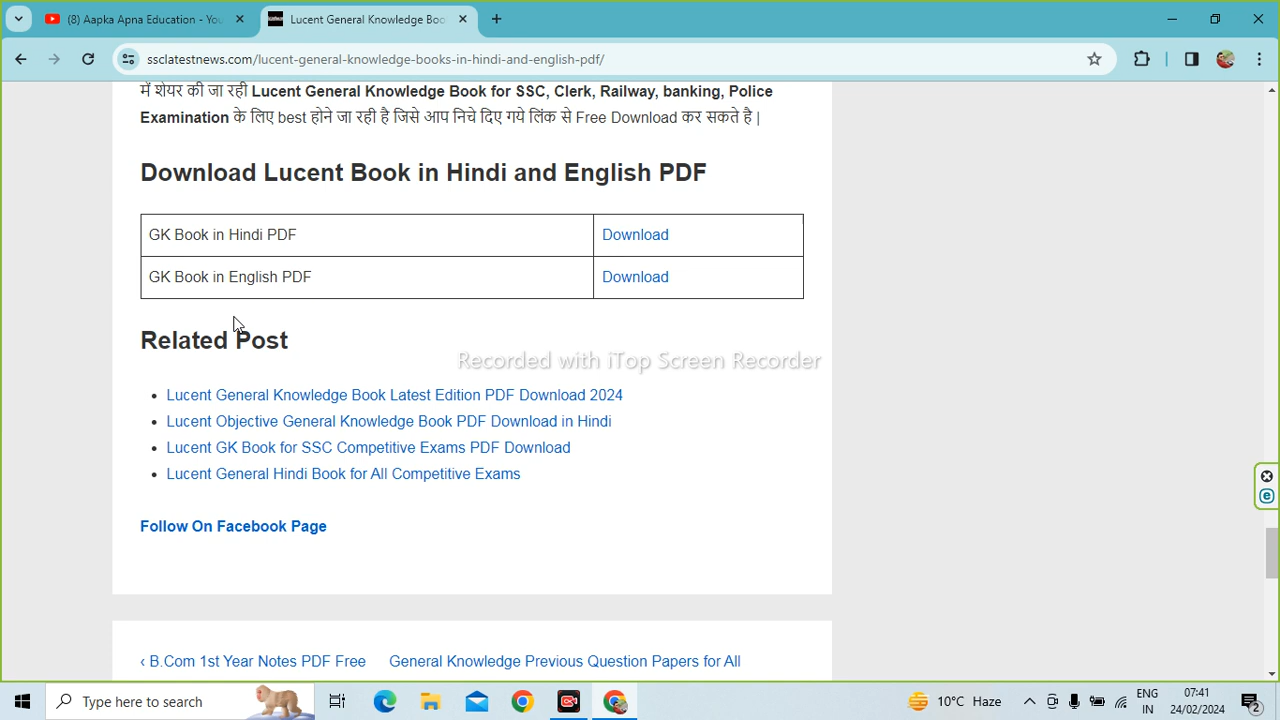 (8) Aapka Apna Education - You
Lucent General Knowledge Boo
ssclatestnews.com/lucent-general-knowledge-books-in-hindi-and-english-pdf/
में शेयर की जा रही Lucent General Knowledge Book for SSC, Clerk, Railway, banking, Police
Examination के लिए best होने जा रही है जिसे आप निचे दिए गये लिंक से Free Download कर सकते है |
Download Lucent Book in Hindi and English PDF
GK Book in Hindi PDF Download
GK Book in English PDF Download
Related Post
Recorded with iTop Screen Recorder
Lucent General Knowledge Book Latest Edition PDF Download 2024
Lucent Objective General Knowledge Book PDF Download in Hindi
Lucent GK Book for SSC Competitive Exams PDF Download
Lucent General Hindi Book for All Competitive Exams
Follow On Facebook Page
‹ B.Com 1st Year Notes PDF Free General Knowledge Previous Question Papers for All
Type here to search
10°C Haze
ENG
IN
07:41
24/02/2024
2